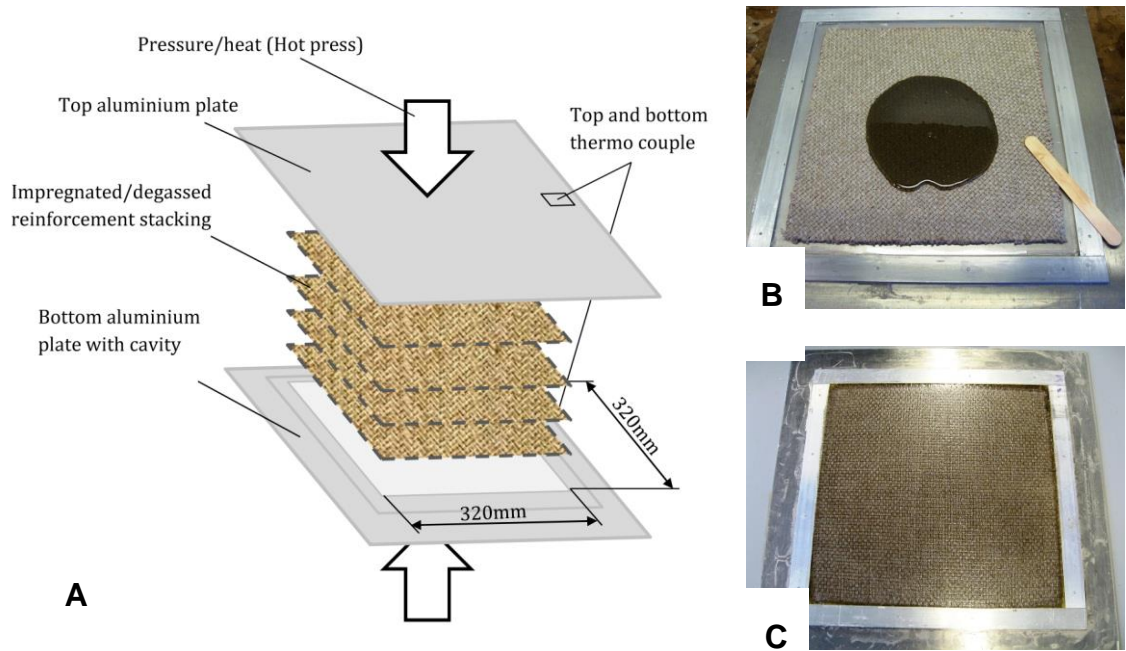 Pressure/heat (Hot press)
Top aluminium plate
Top and bottom
thermo couple
Impregnated/degassed
reinforcement stacking
Bottom aluminium
plate with cavity
320mm
320mm
A
B
C